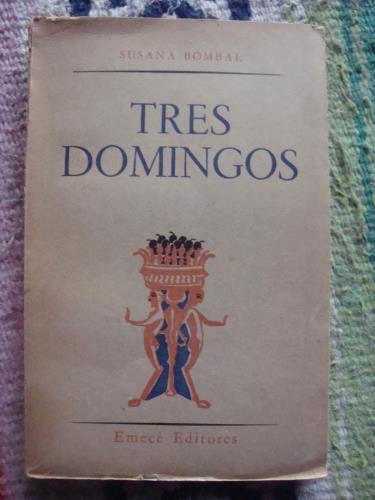 SUSANA BOMBAL
TRES
DOMINGOS
Emecé Editores